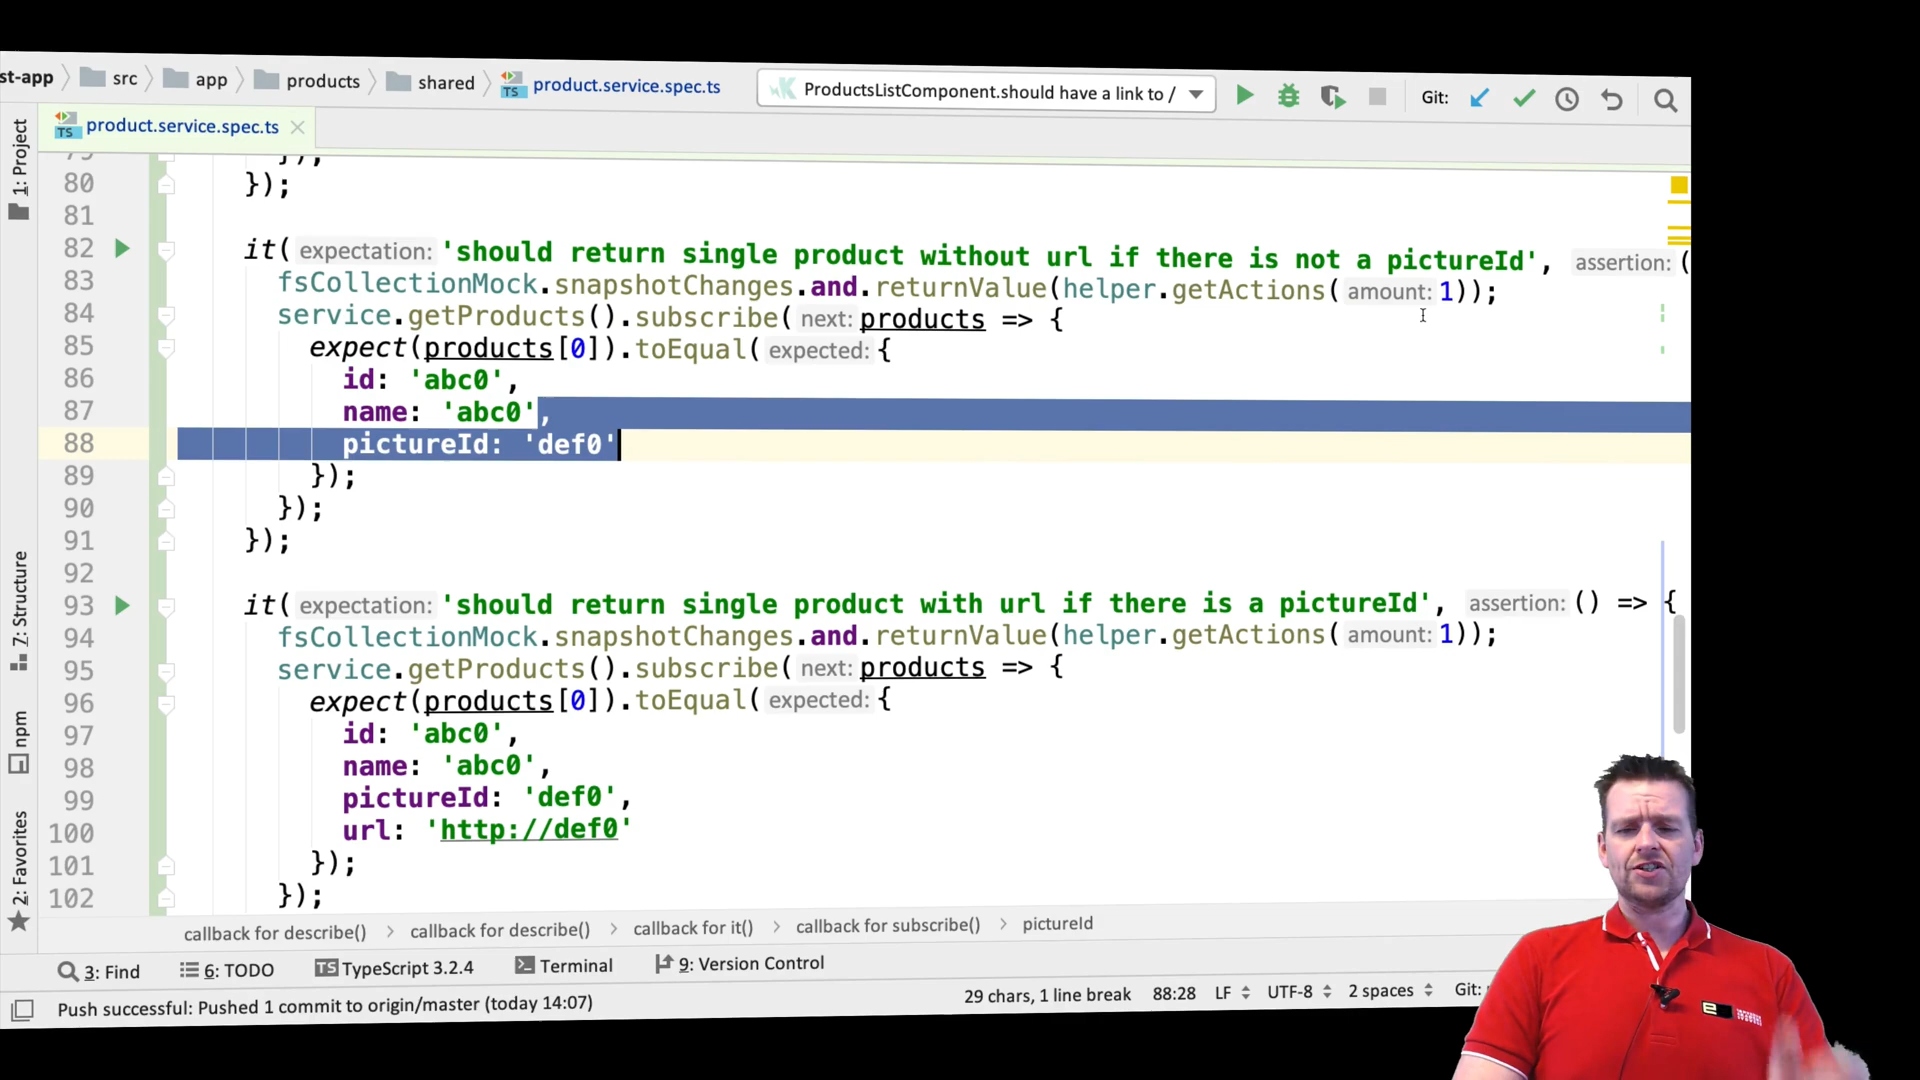 st-app src app products shared product.service.spec.ts ProductsListComponent.should have a link to / Git:
product.service.spec.ts
1: Project
7: Structure
npm
2: Favorites
79 });
80 });
81
82 it( expectation: 'should return single product without url if there is not a pictureId', assertion: (
83 fsCollectionMock.snapshotChanges.and.returnValue(helper.getActions( amount: 1));
84 service.getProducts().subscribe( next: products => {
85 expect(products[0]).toEqual( expected: {
86 id: 'abc0',
87 name: 'abc0',
88 pictureId: 'def0'
89 });
90 });
91 });
92
93 it( expectation: 'should return single product with url if there is a pictureId', assertion: () => {
94 fsCollectionMock.snapshotChanges.and.returnValue(helper.getActions( amount: 1));
95 service.getProducts().subscribe( next: products => {
96 expect(products[0]).toEqual( expected: {
97 id: 'abc0',
98 name: 'abc0',
99 pictureId: 'def0',
100 url: 'http://def0'
101 });
102 });
callback for describe() callback for describe() callback for it() callback for subscribe() pictureId
3: Find 6: TODO TypeScript 3.2.4 Terminal 9: Version Control
Push successful: Pushed 1 commit to origin/master (today 14:07) 29 chars, 1 line break 88:28 LF UTF-8 2 spaces Git: